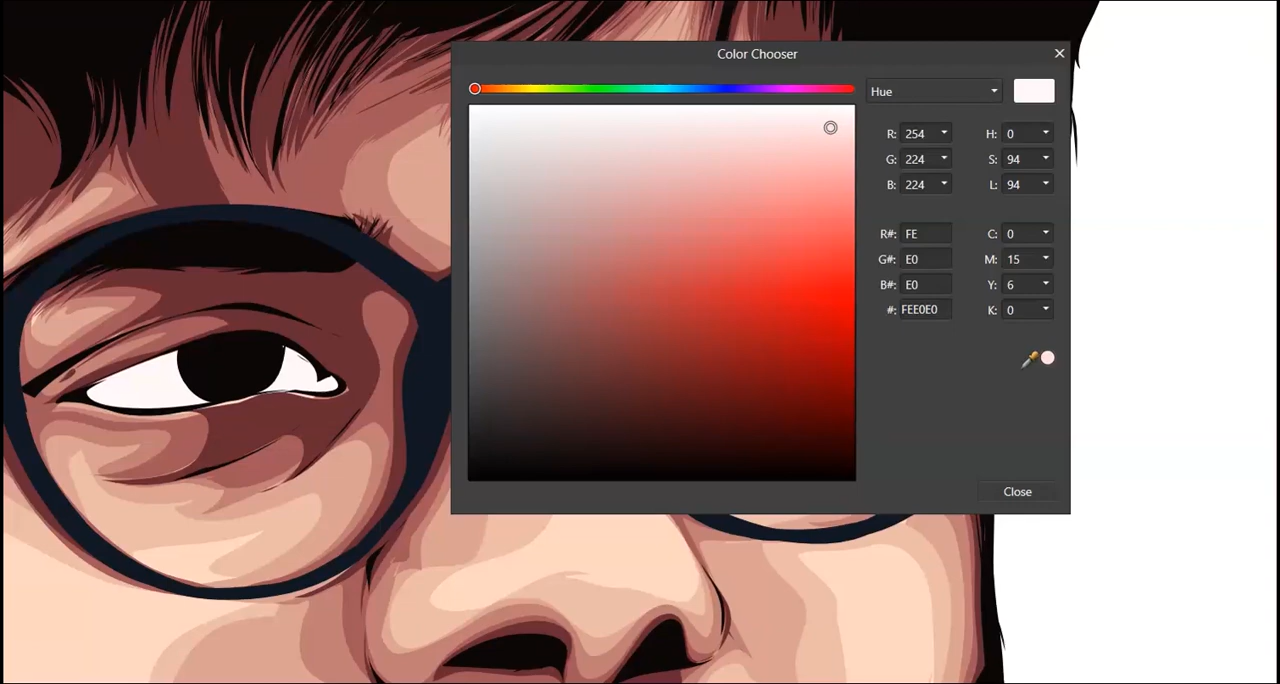 Color Chooser
Hue
R: 254 H: 0
G: 224 S: 94
B: 224 L: 94
R#: FE C: 0
G#: E0 M: 15
B#: E0 Y: 6
#: FEE0E0 K: 0
Close